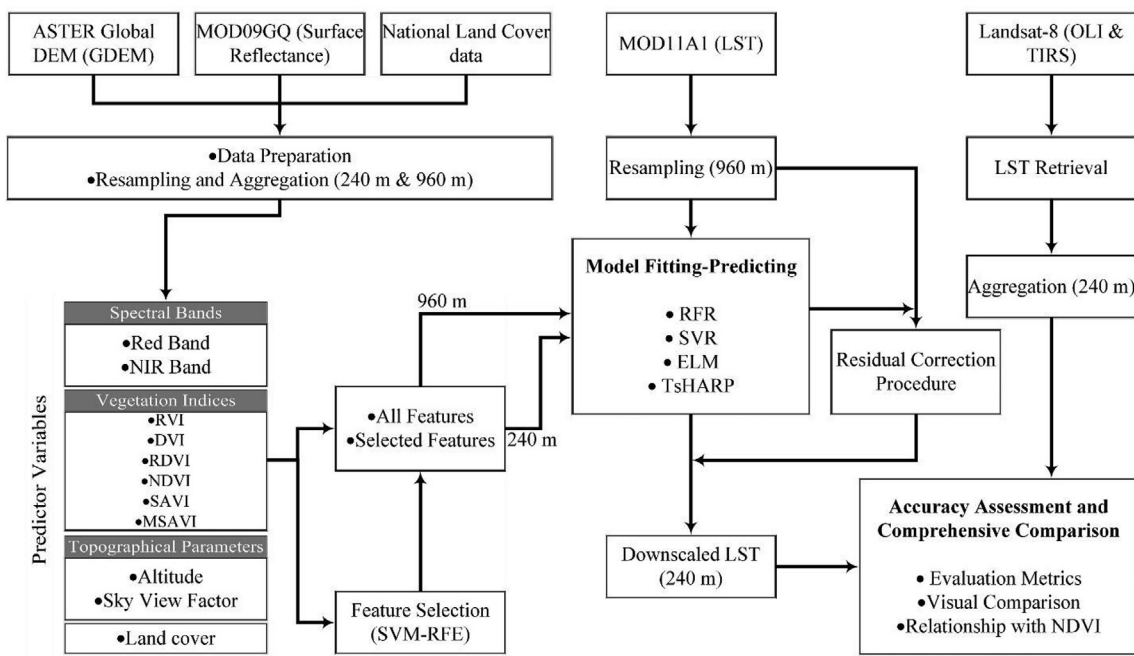 ASTER Global
DEM (GDEM)
MOD09GQ (Surface
Reflectance)
National Land Cover
data
MOD11A1 (LST)
Landsat-8 (OLI &
TIRS)
●Data Preparation
●Resampling and Aggregation (240 m & 960 m)
Resampling (960 m)
LST Retrieval
Aggregation (240 m)
Predictor Variables
Spectral Bands
●Red Band
●NIR Band
Vegetation Indices
●RVI
●DVI
●RDVI
●NDVI
●SAVI
●MSAVI
Topographical Parameters
●Altitude
●Sky View Factor
●Land cover
960 m
●All Features
●Selected Features
240 m
Feature Selection
(SVM-RFE)
Model Fitting-Predicting
● RFR
● SVR
● ELM
● TsHARP
Residual Correction
Procedure
Downscaled LST
(240 m)
Accuracy Assessment and
Comprehensive Comparison
● Evaluation Metrics
● Visual Comparison
●Relationship with NDVI